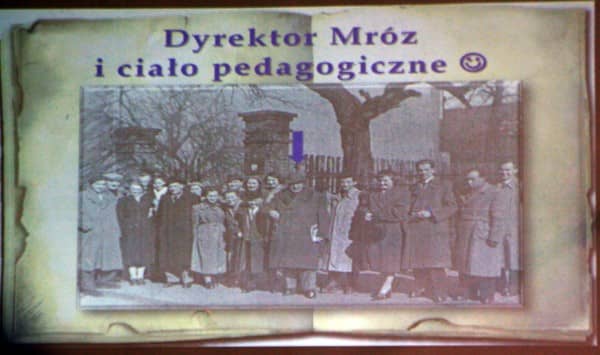 Dyrektor Mróz
i ciało pedagogiczne ☺